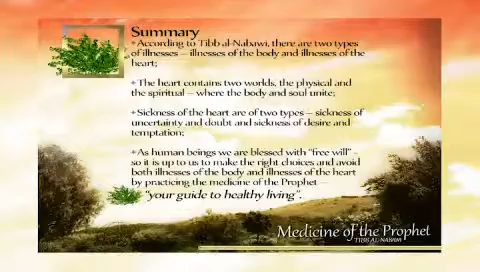 Summary
+According to Tibb al-Nabawi, there are two types
of illnesses – illnesses of the body and illnesses of the
heart;
+The heart contains two worlds, the physical and
the spiritual – where the body and soul unite;
+Sickness of the heart are of two types – sickness of
uncertainty and doubt and sickness of desire and
temptation;
+As human beings we are blessed with “free will” -
so it is up to us to make the right choices and avoid
both illnesses of the body and illnesses of the heart
by practicing the medicine of the Prophet –
“your guide to healthy living”.
Medicine of the Prophet
TIBB AL-NABAWI